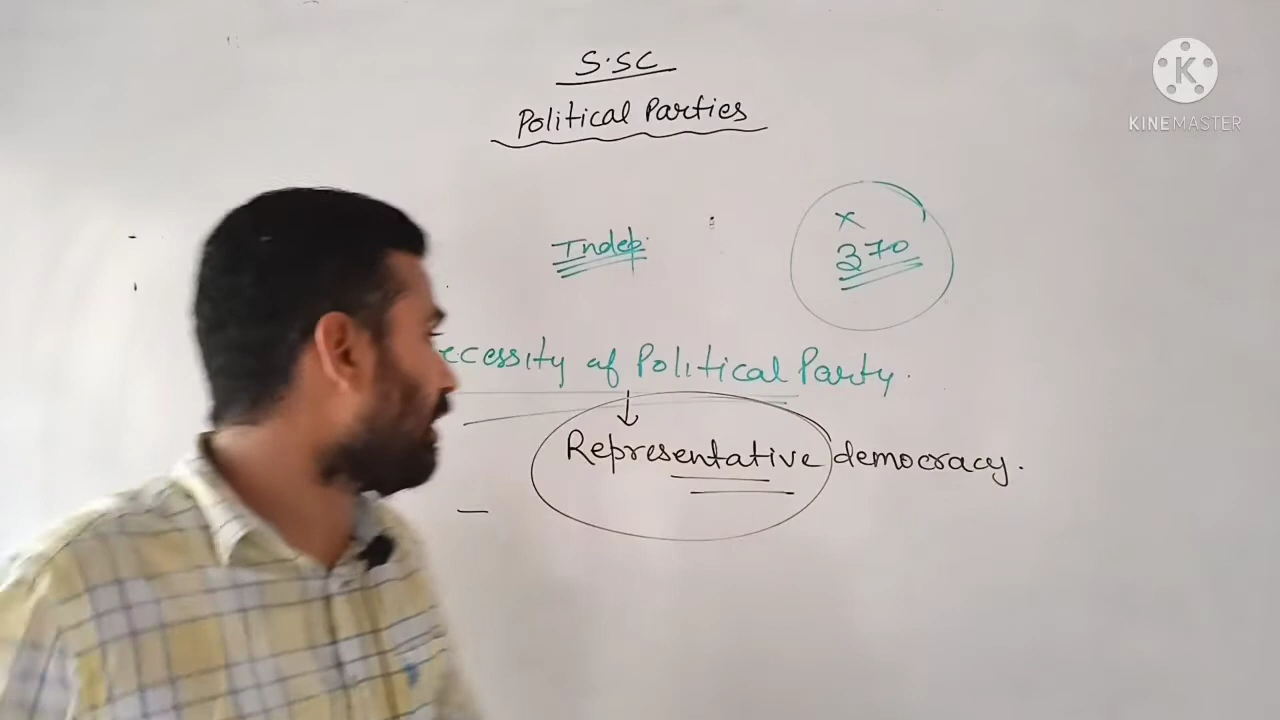 S.SC
Political Parties
Indep.
x
370
ecessity of Political Party.
Representative democracy.
K
KINEMASTER